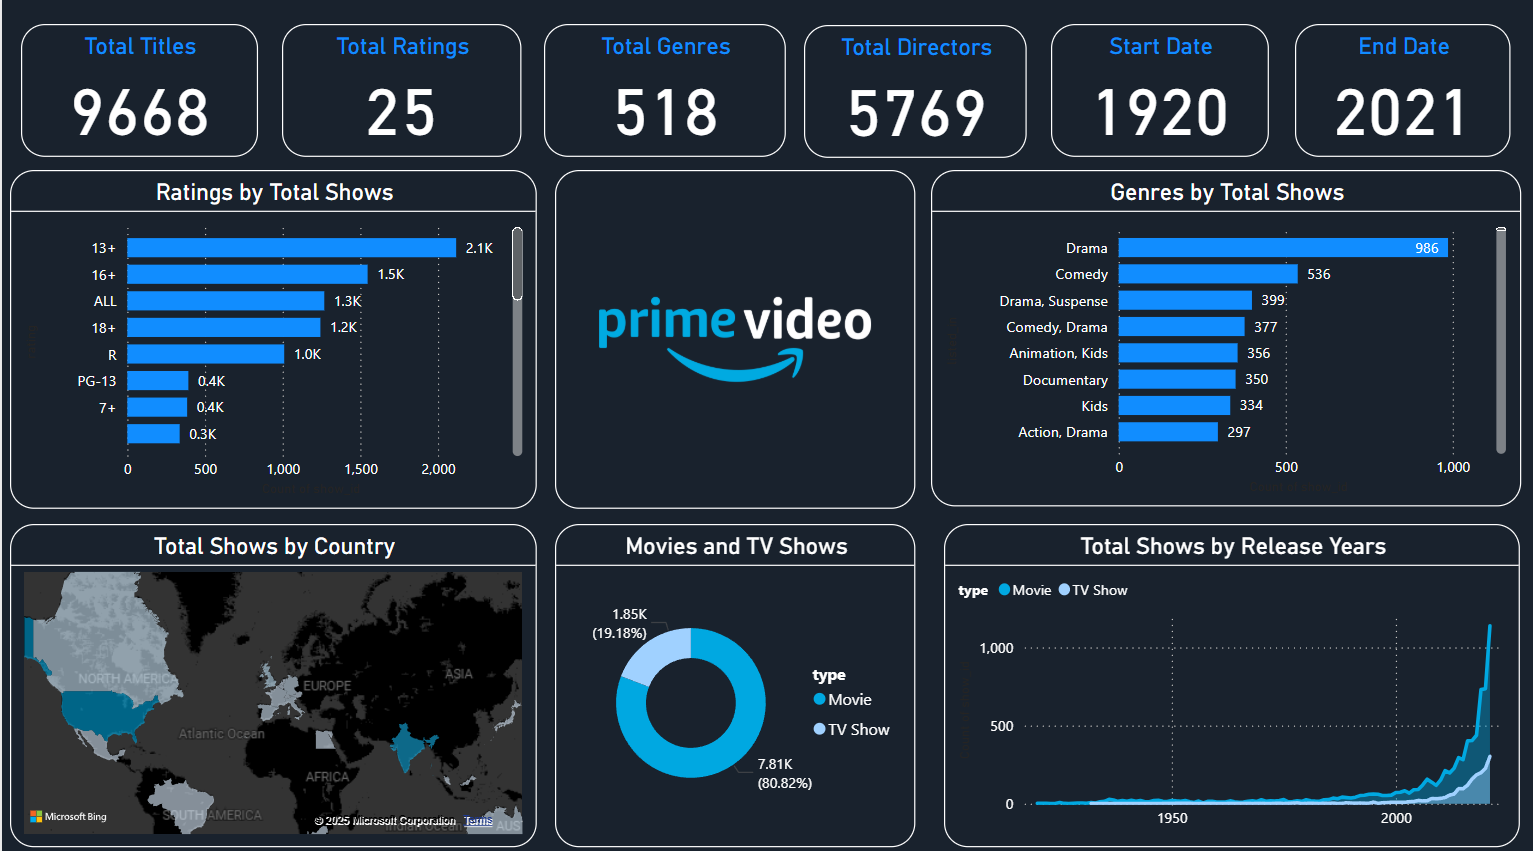 Total Titles
9668
Total Ratings
25
Total Genres
518
Total Directors
5769
Start Date
1920
End Date
2021
Ratings by Total Shows
13+ 2.1K
16+ 1.5K
ALL 1.3K
18+ 1.2K
R 1.0K
PG-13 0.4K
7+ 0.4K
0.3K
0 500 1,000 1,500 2,000
prime video
Genres by Total Shows
Drama 986
Comedy 536
Drama, Suspense 399
Comedy, Drama 377
Animation, Kids 356
Documentary 350
Kids 334
Action, Drama 297
0 500 1,000
Total Shows by Country
NORTH AMERICA
EUROPE
ASIA
Atlantic Ocean
AFRICA
SOUTH AMERICA
Indian Ocean
AUS
Microsoft Bing
© 2025 Microsoft Corporation Terms
Movies and TV Shows
1.85K
(19.18%)
type
Movie
TV Show
7.81K
(80.82%)
Total Shows by Release Years
type Movie TV Show
1,000
500
0
1950 2000